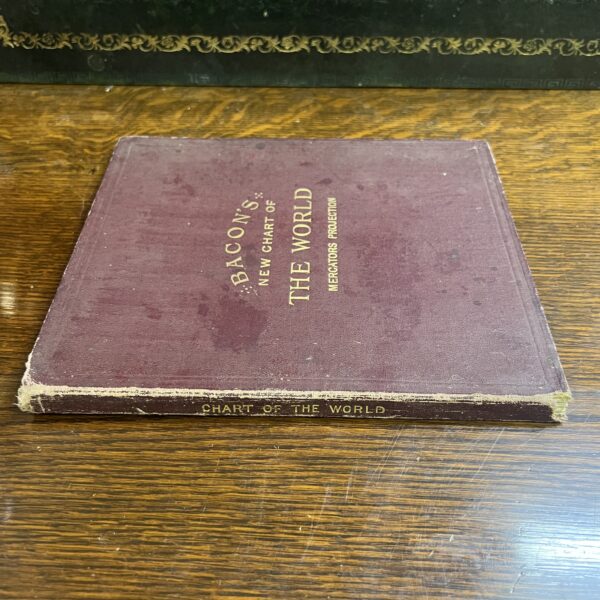 BACON'S
NEW CHART OF
THE WORLD
MERCATORS PROJECTION
CHART OF THE WORLD